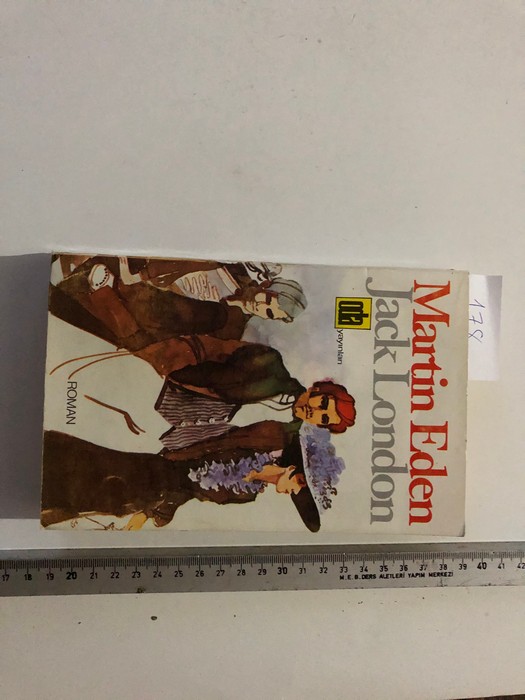 Martin Eden
Jack London
oda
yayınları
ROMAN
178
17 18 19 20 21 22 23 24 25 26 27 28 29 30 31 32 33 34 35 36 37 38 39 40 41 42
M.E.B. DERS ALETLERİ YAPIM MERKEZİ